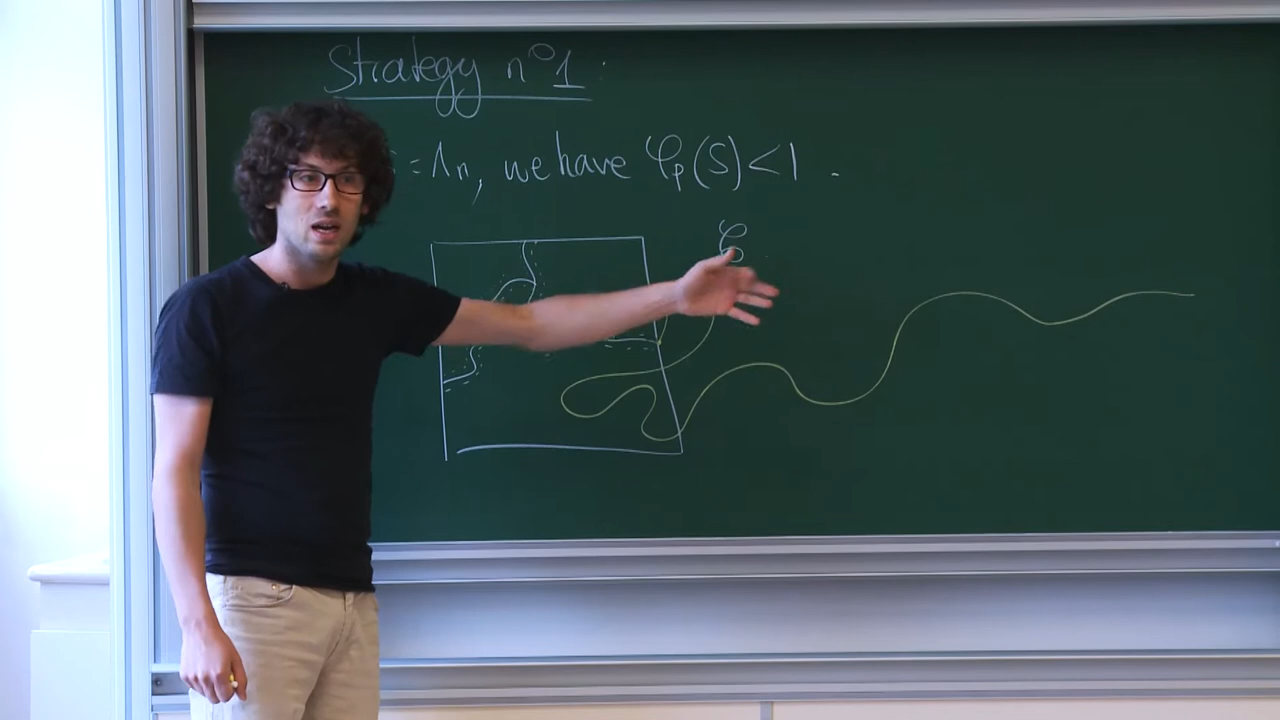 Strategy n°1 :
= Λn, we have φp(S) < 1 .
𝒞